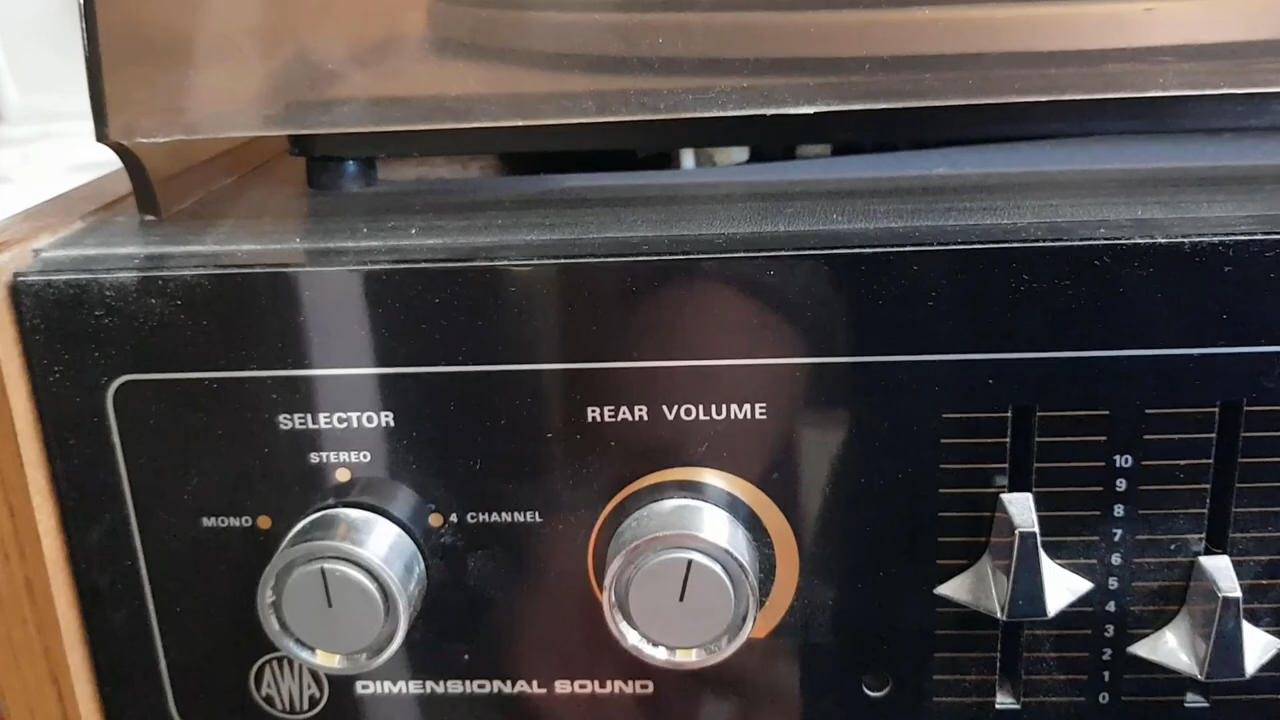 SELECTOR
STEREO
MONO
4 CHANNEL
REAR VOLUME
10
9
8
7
6
5
4
3
2
1
0
AWA
DIMENSIONAL SOUND